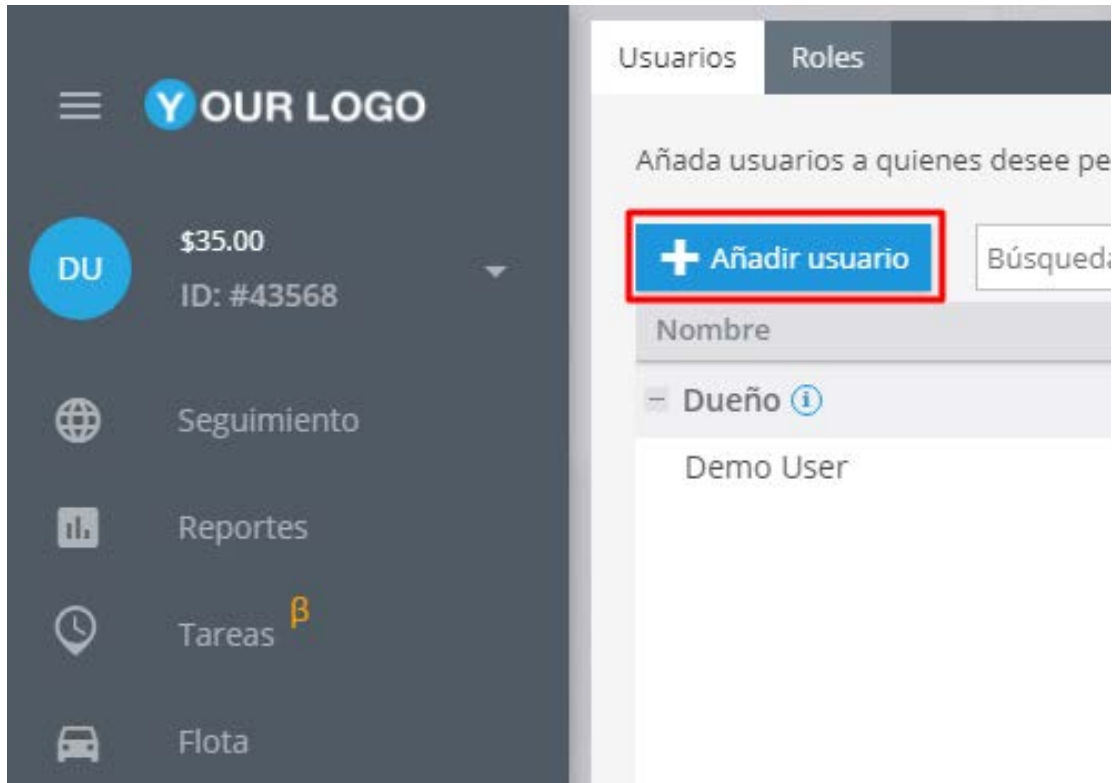 YOUR LOGO
DU
$35.00
ID: #43568
Seguimiento
Reportes
Tareas β
Flota
Usuarios
Roles
Añada usuarios a quienes desee pe
Añadir usuario
Búsqueda
Nombre
Dueño
Demo User